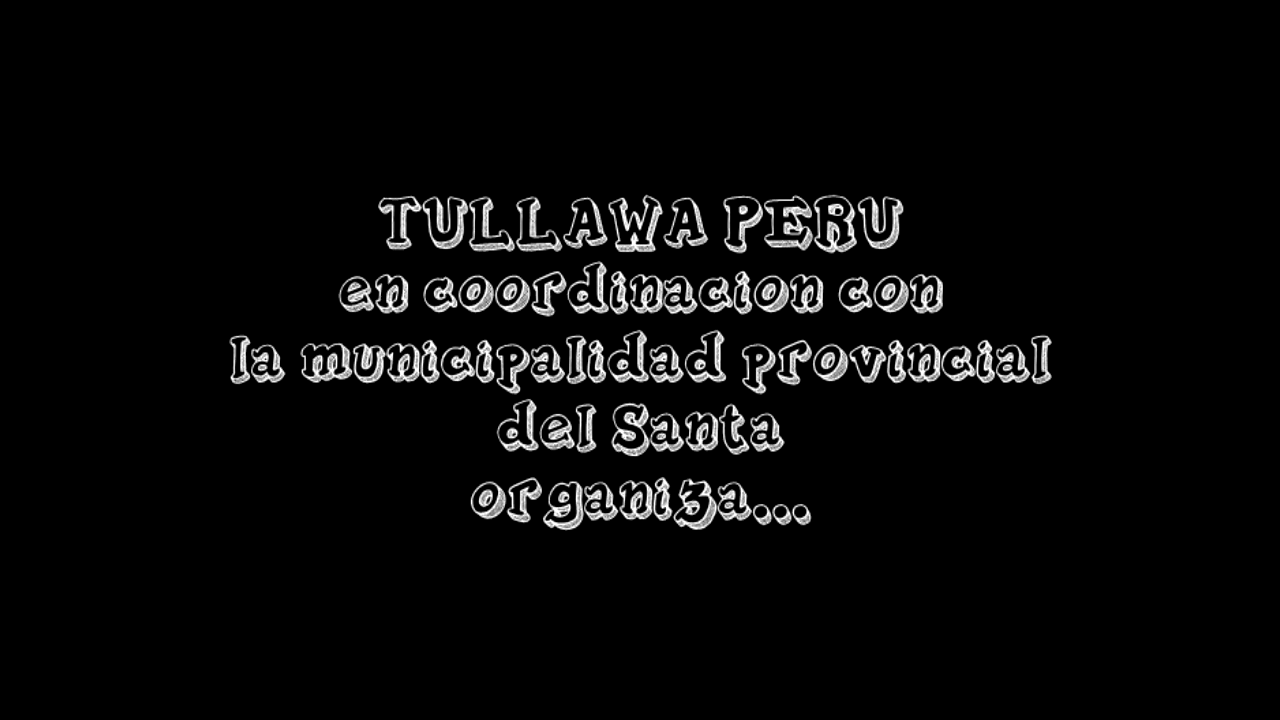 TULLAWA PERU
en coordinacion con
la municipalidad provincial
del Santa
organiza...